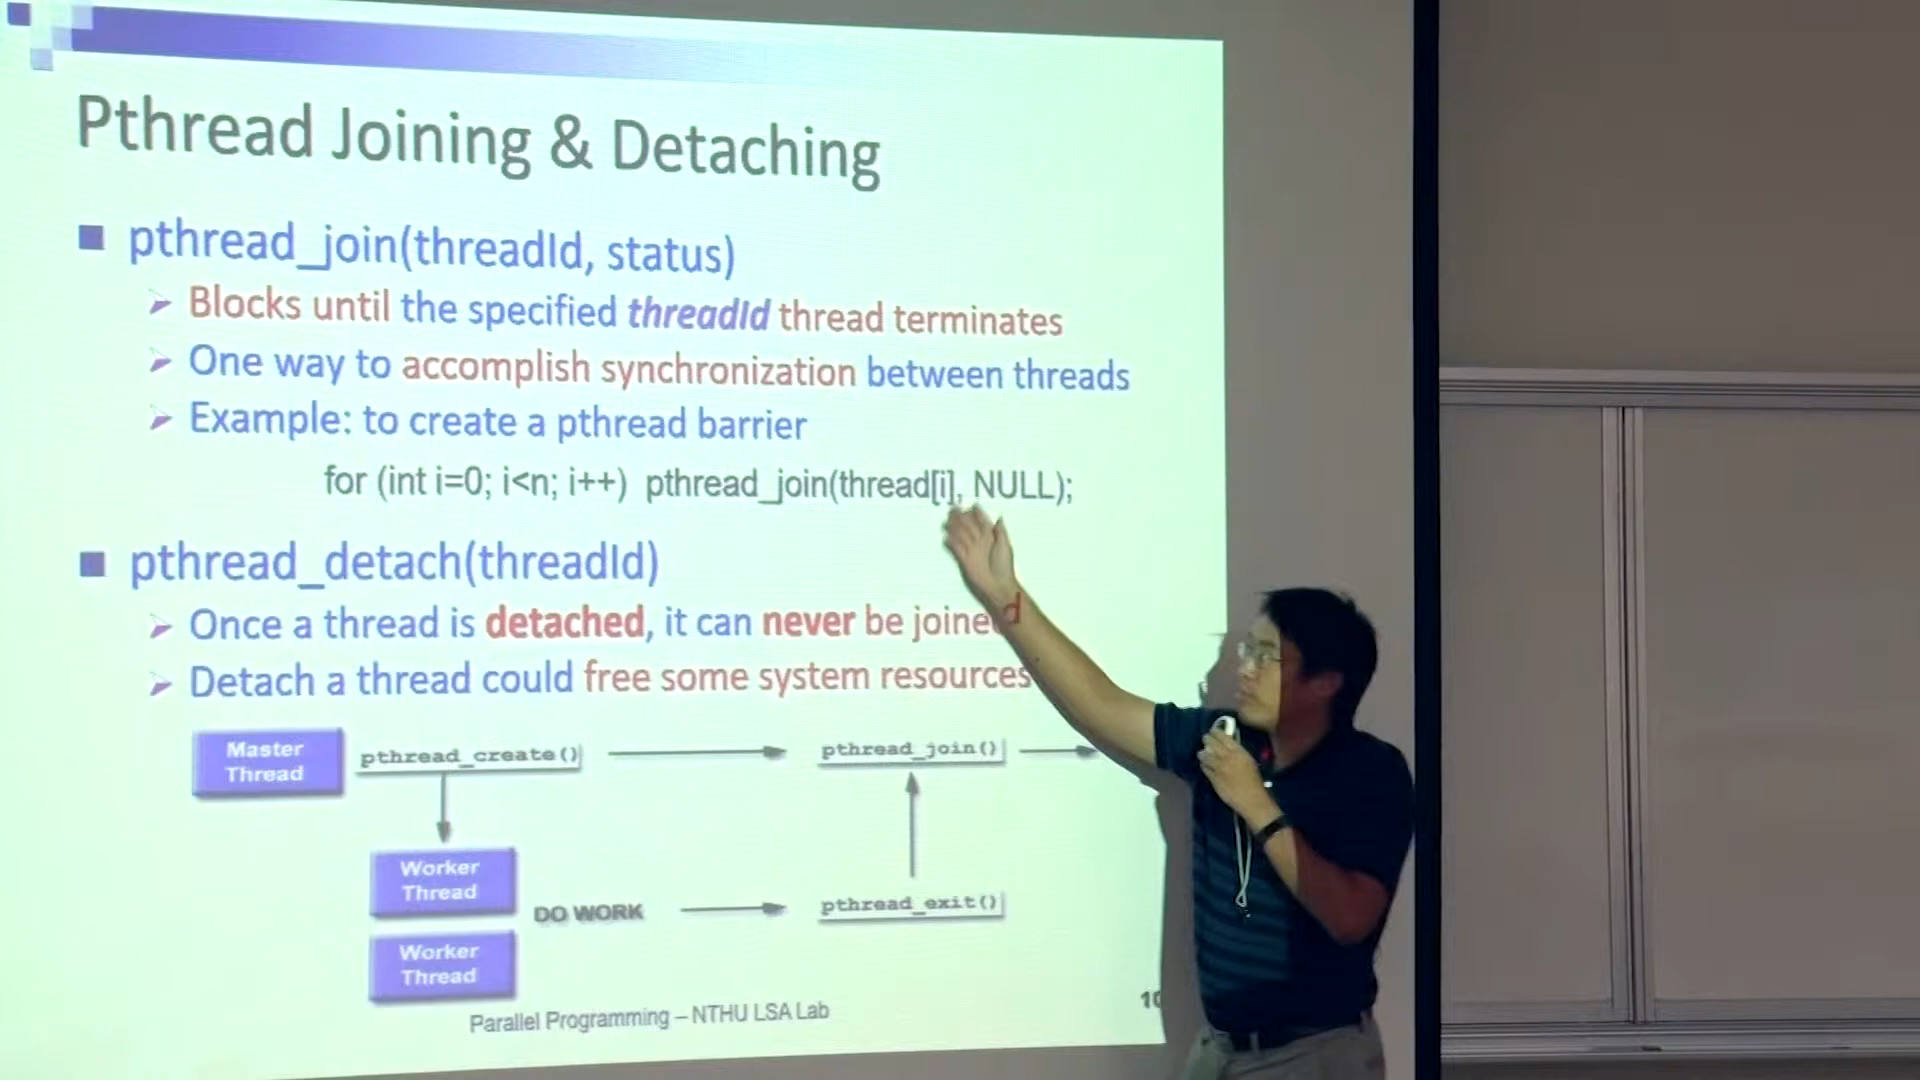 Pthread Joining & Detaching
pthread_join(threadId, status)
Blocks until the specified threadId thread terminates
One way to accomplish synchronization between threads
Example: to create a pthread barrier
for (int i=0; i<n; i++) pthread_join(thread[i], NULL);
pthread_detach(threadId)
Once a thread is detached, it can never be joined
Detach a thread could free some system resources
Master
Thread
pthread_create()
pthread_join()
Worker
Thread
DO WORK
pthread_exit()
Worker
Thread
Parallel Programming – NTHU LSA Lab